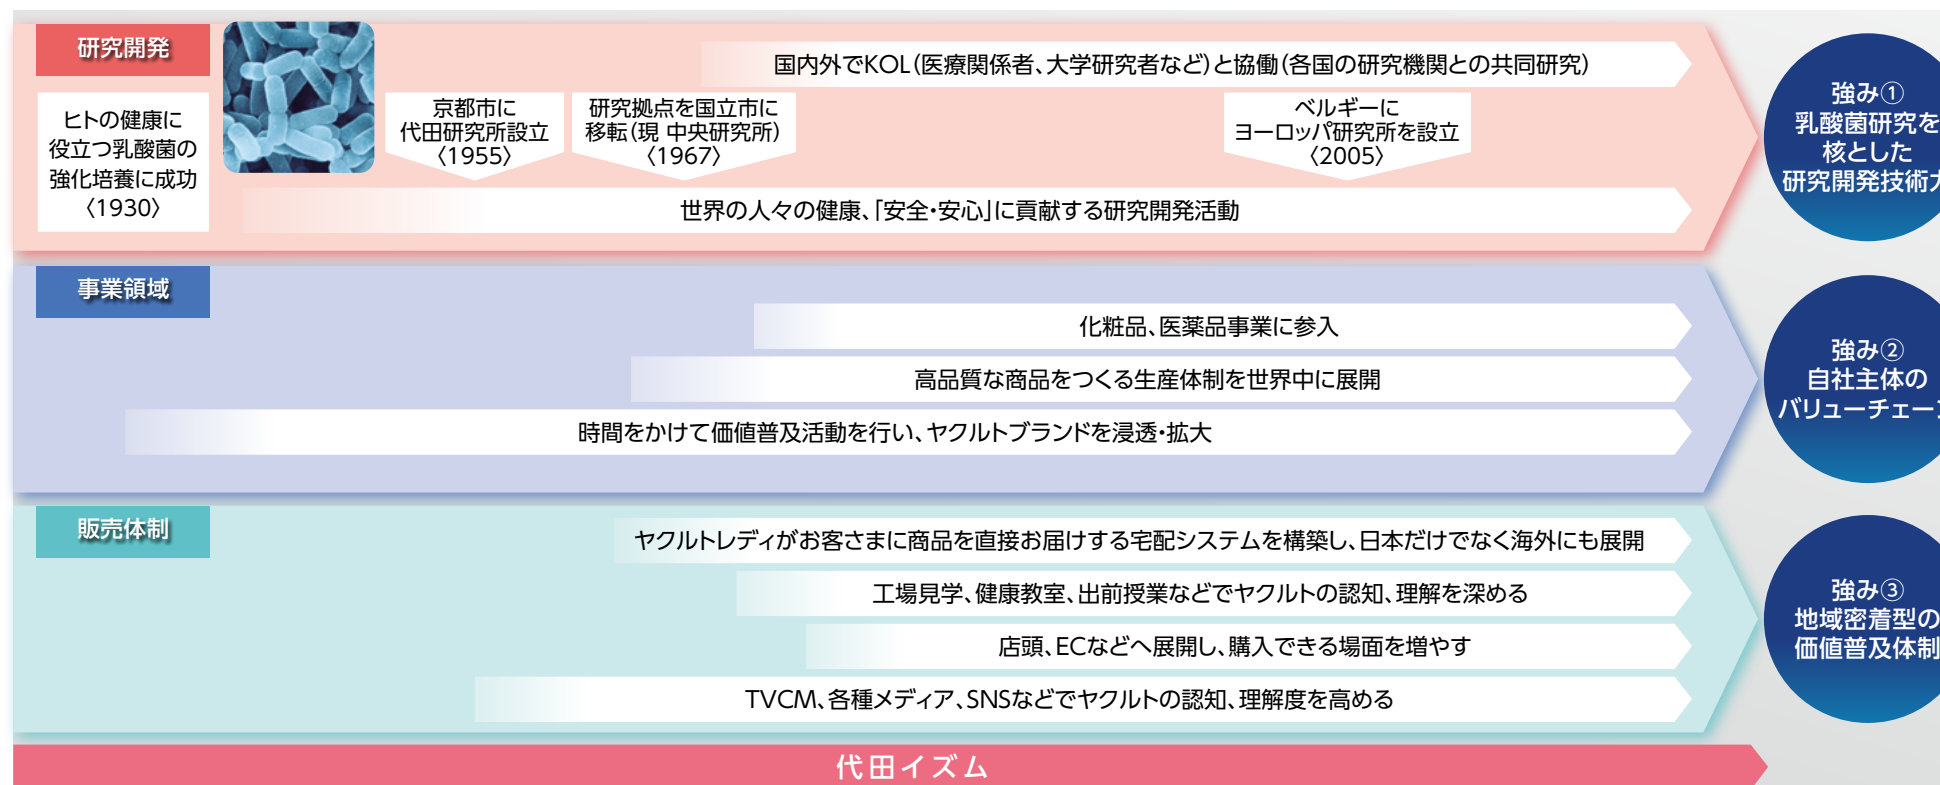 研究開発
国内外でKOL（医療関係者、大学研究者など）と協働（各国の研究機関との共同研究）
ヒトの健康に
役立つ乳酸菌の
強化培養に成功
〈1930〉
京都市に
代田研究所設立
〈1955〉
研究拠点を国立市に
移転（現 中央研究所）
〈1967〉
ベルギーに
ヨーロッパ研究所を設立
〈2005〉
世界の人々の健康、「安全・安心」に貢献する研究開発活動
強み①
乳酸菌研究を
核とした
研究開発技術力
事業領域
化粧品、医薬品事業に参入
高品質な商品をつくる生産体制を世界中に展開
時間をかけて価値普及活動を行い、ヤクルトブランドを浸透・拡大
強み②
自社主体の
バリューチェーン
販売体制
ヤクルトレディがお客さまに商品を直接お届けする宅配システムを構築し、日本だけでなく海外にも展開
工場見学、健康教室、出前授業などでヤクルトの認知、理解を深める
店頭、ECなどへ展開し、購入できる場面を増やす
TVCM、各種メディア、SNSなどでヤクルトの認知、理解度を高める
強み③
地域密着型の
価値普及体制
代田イズム